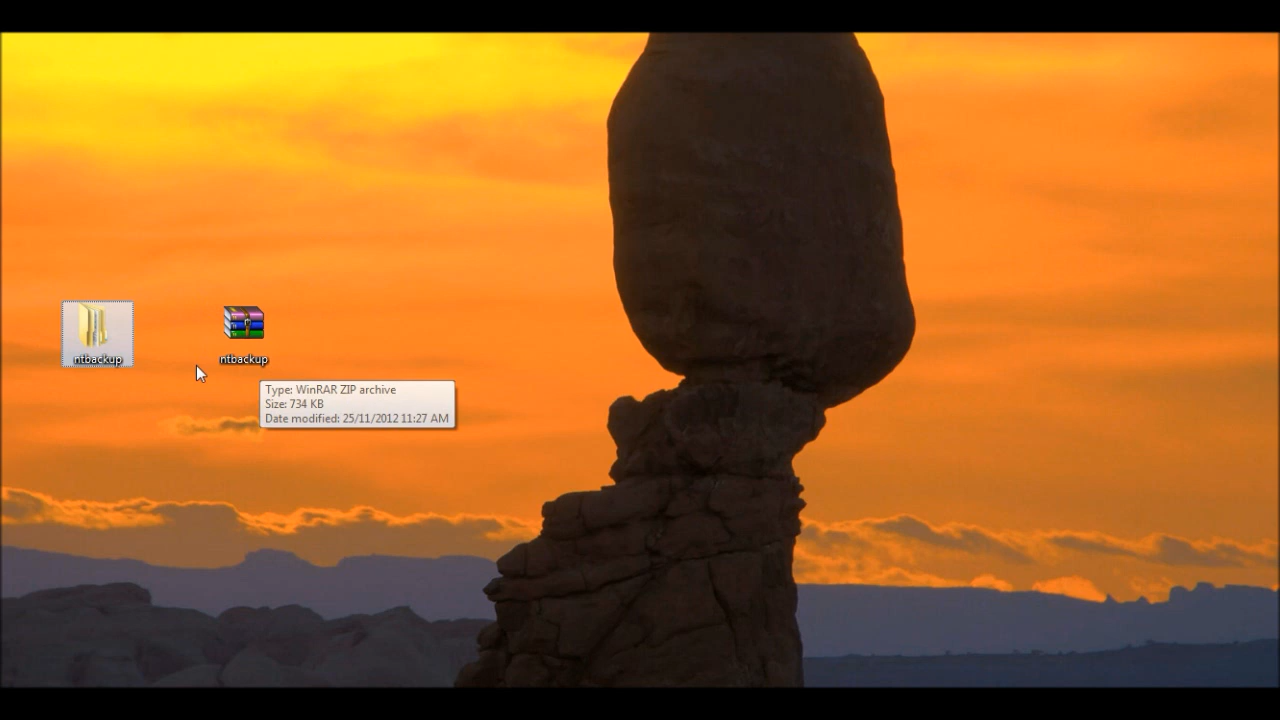 ntbackup
ntbackup
Type: WinRAR ZIP archive
Size: 734 KB
Date modified: 25/11/2012 11:27 AM